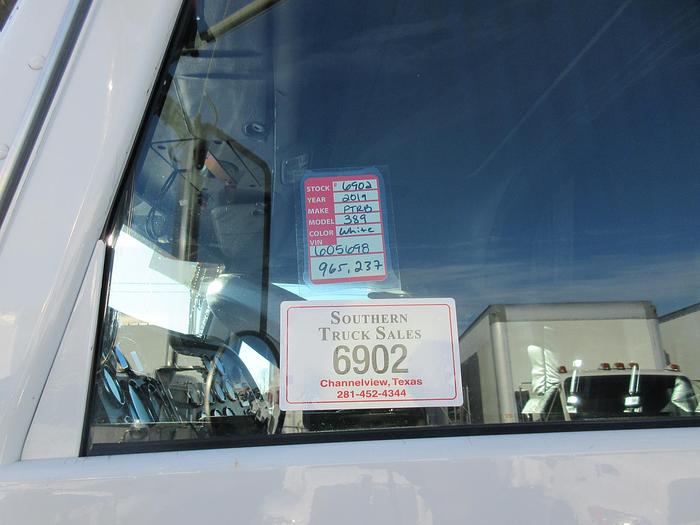 STOCK # 6902
YEAR 2019
MAKE PTRB
MODEL 389
COLOR White
VIN
605698
965,237
SOUTHERN
TRUCK SALES
6902
Channelview, Texas
281-452-4344